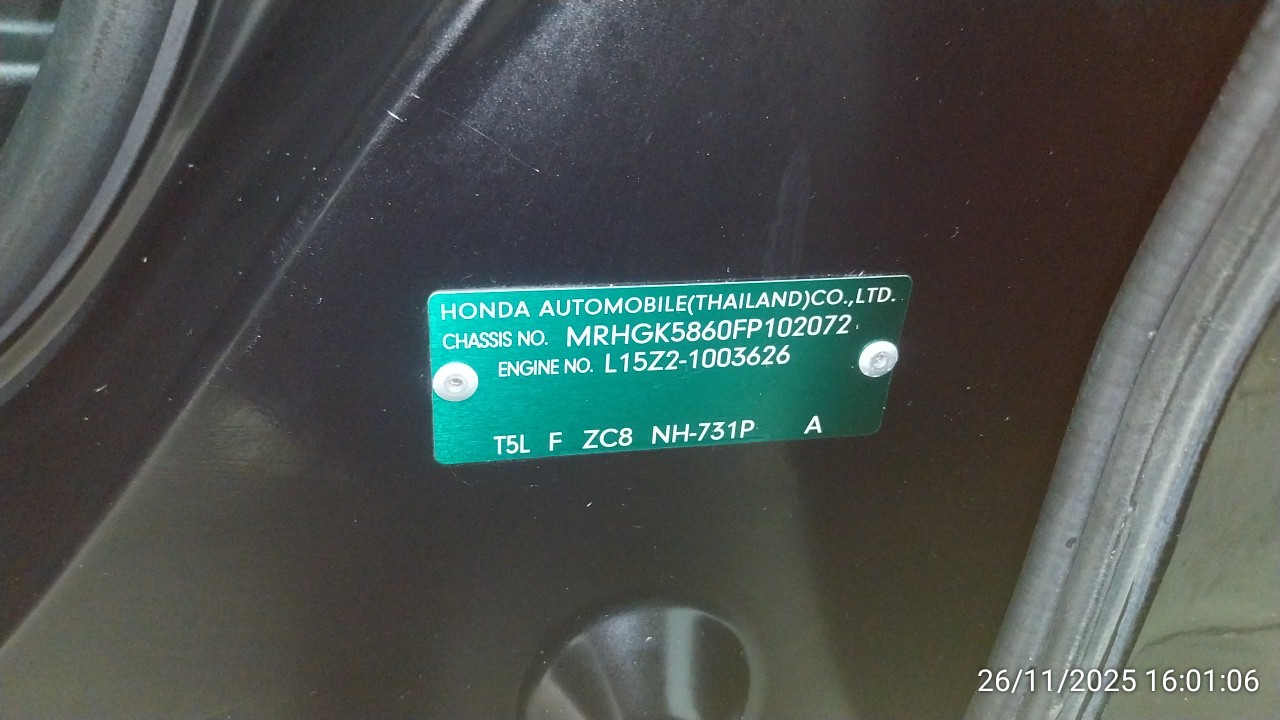 HONDA AUTOMOBILE(THAILAND)CO.,LTD.
CHASSIS NO. MRHGK5860FP102072
ENGINE NO. L15Z2-1003626
T5L F ZC8 NH-731P A
26/11/2025 16:01:06